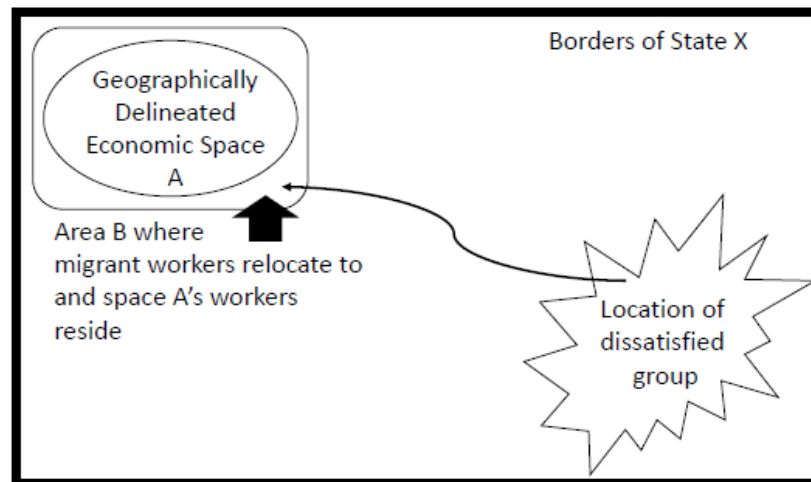 Borders of State X
Geographically
Delineated
Economic Space
A
Area B where
migrant workers relocate to
and space A's workers
reside
Location of
dissatisfied
group